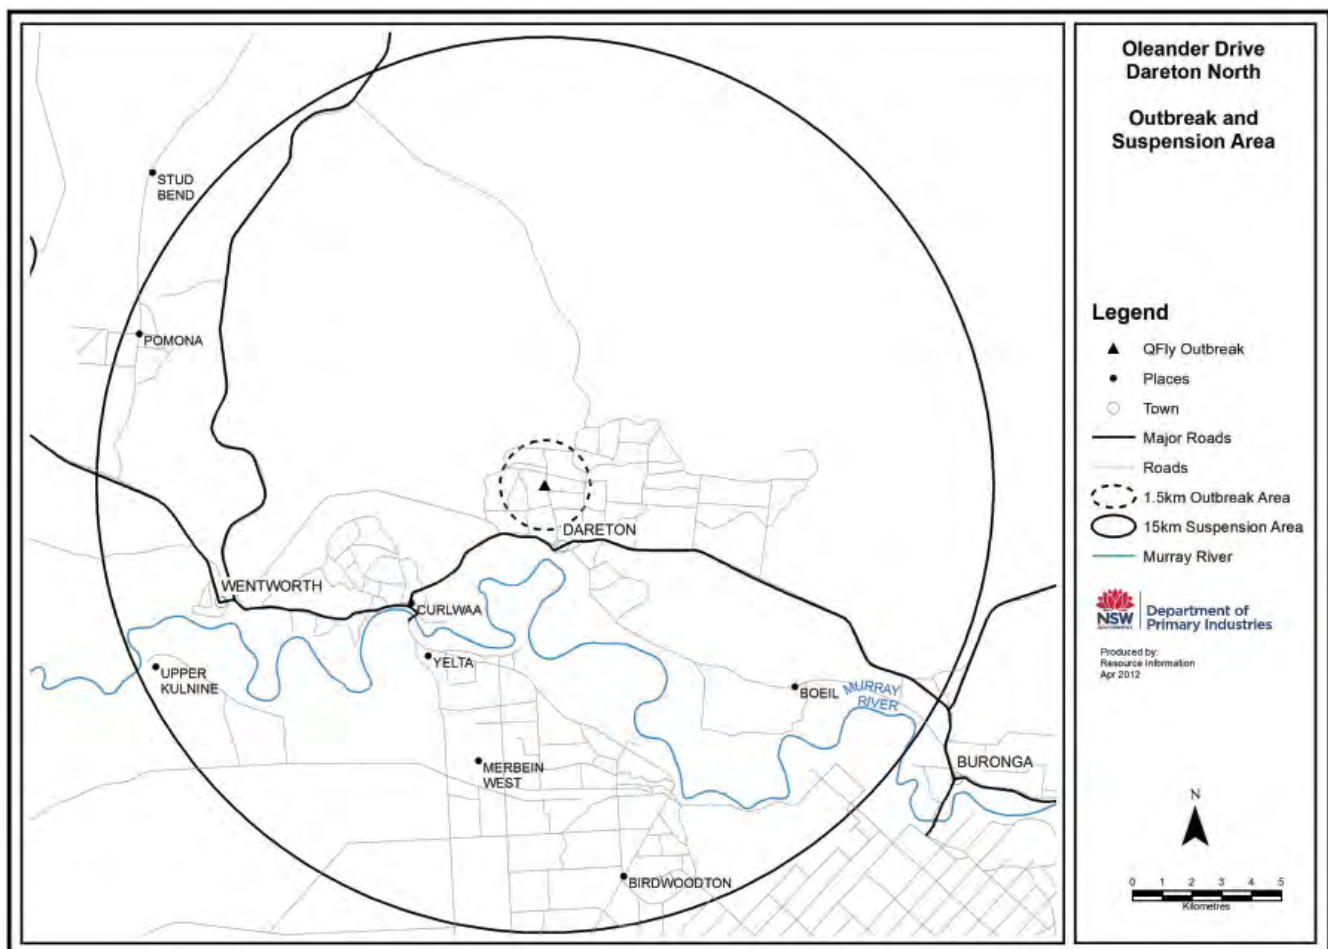 Oleander Drive
Dareton North
Outbreak and
Suspension Area
STUD
BEND
POMONA
DARETON
WENTWORTH
CURLWAA
YELTA
UPPER
KULNINE
BOEIL
MURRAY
RIVER
MERBEIN
WEST
BURONGA
BIRDWOODTON
Legend
QFly Outbreak
Places
Town
Major Roads
Roads
1.5km Outbreak Area
15km Suspension Area
Murray River
NSW
GOVERNMENT
Department of
Primary Industries
Produced by:
Resource Information
Apr 2012
N
0 1 2 3 4 5
Kilometres